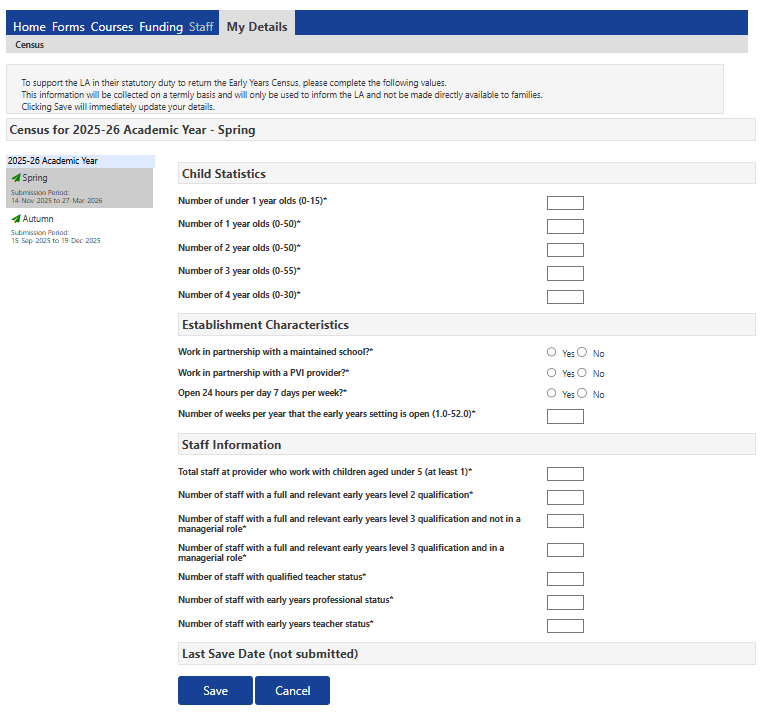 Home Forms Courses Funding Staff My Details
Census
To support the LA in their statutory duty to return the Early Years Census, please complete the following values.
This information will be collected on a termly basis and will only be used to inform the LA and not be made directly available to families.
Clicking Save will immediately update your details.
Census for 2025-26 Academic Year - Spring
2025-26 Academic Year
Spring
Submission Period:
14-Nov-2025 to 27-Mar-2026
Autumn
Submission Period:
15-Sep-2025 to 19-Dec-2025
Child Statistics
Number of under 1 year olds (0-15)*
Number of 1 year olds (0-50)*
Number of 2 year olds (0-50)*
Number of 3 year olds (0-55)*
Number of 4 year olds (0-30)*
Establishment Characteristics
Work in partnership with a maintained school?* Yes No
Work in partnership with a PVI provider?* Yes No
Open 24 hours per day 7 days per week?* Yes No
Number of weeks per year that the early years setting is open (1.0-52.0)*
Staff Information
Total staff at provider who work with children aged under 5 (at least 1)*
Number of staff with a full and relevant early years level 2 qualification*
Number of staff with a full and relevant early years level 3 qualification and not in a
managerial role*
Number of staff with a full and relevant early years level 3 qualification and in a
managerial role*
Number of staff with qualified teacher status*
Number of staff with early years professional status*
Number of staff with early years teacher status*
Last Save Date (not submitted)
Save Cancel